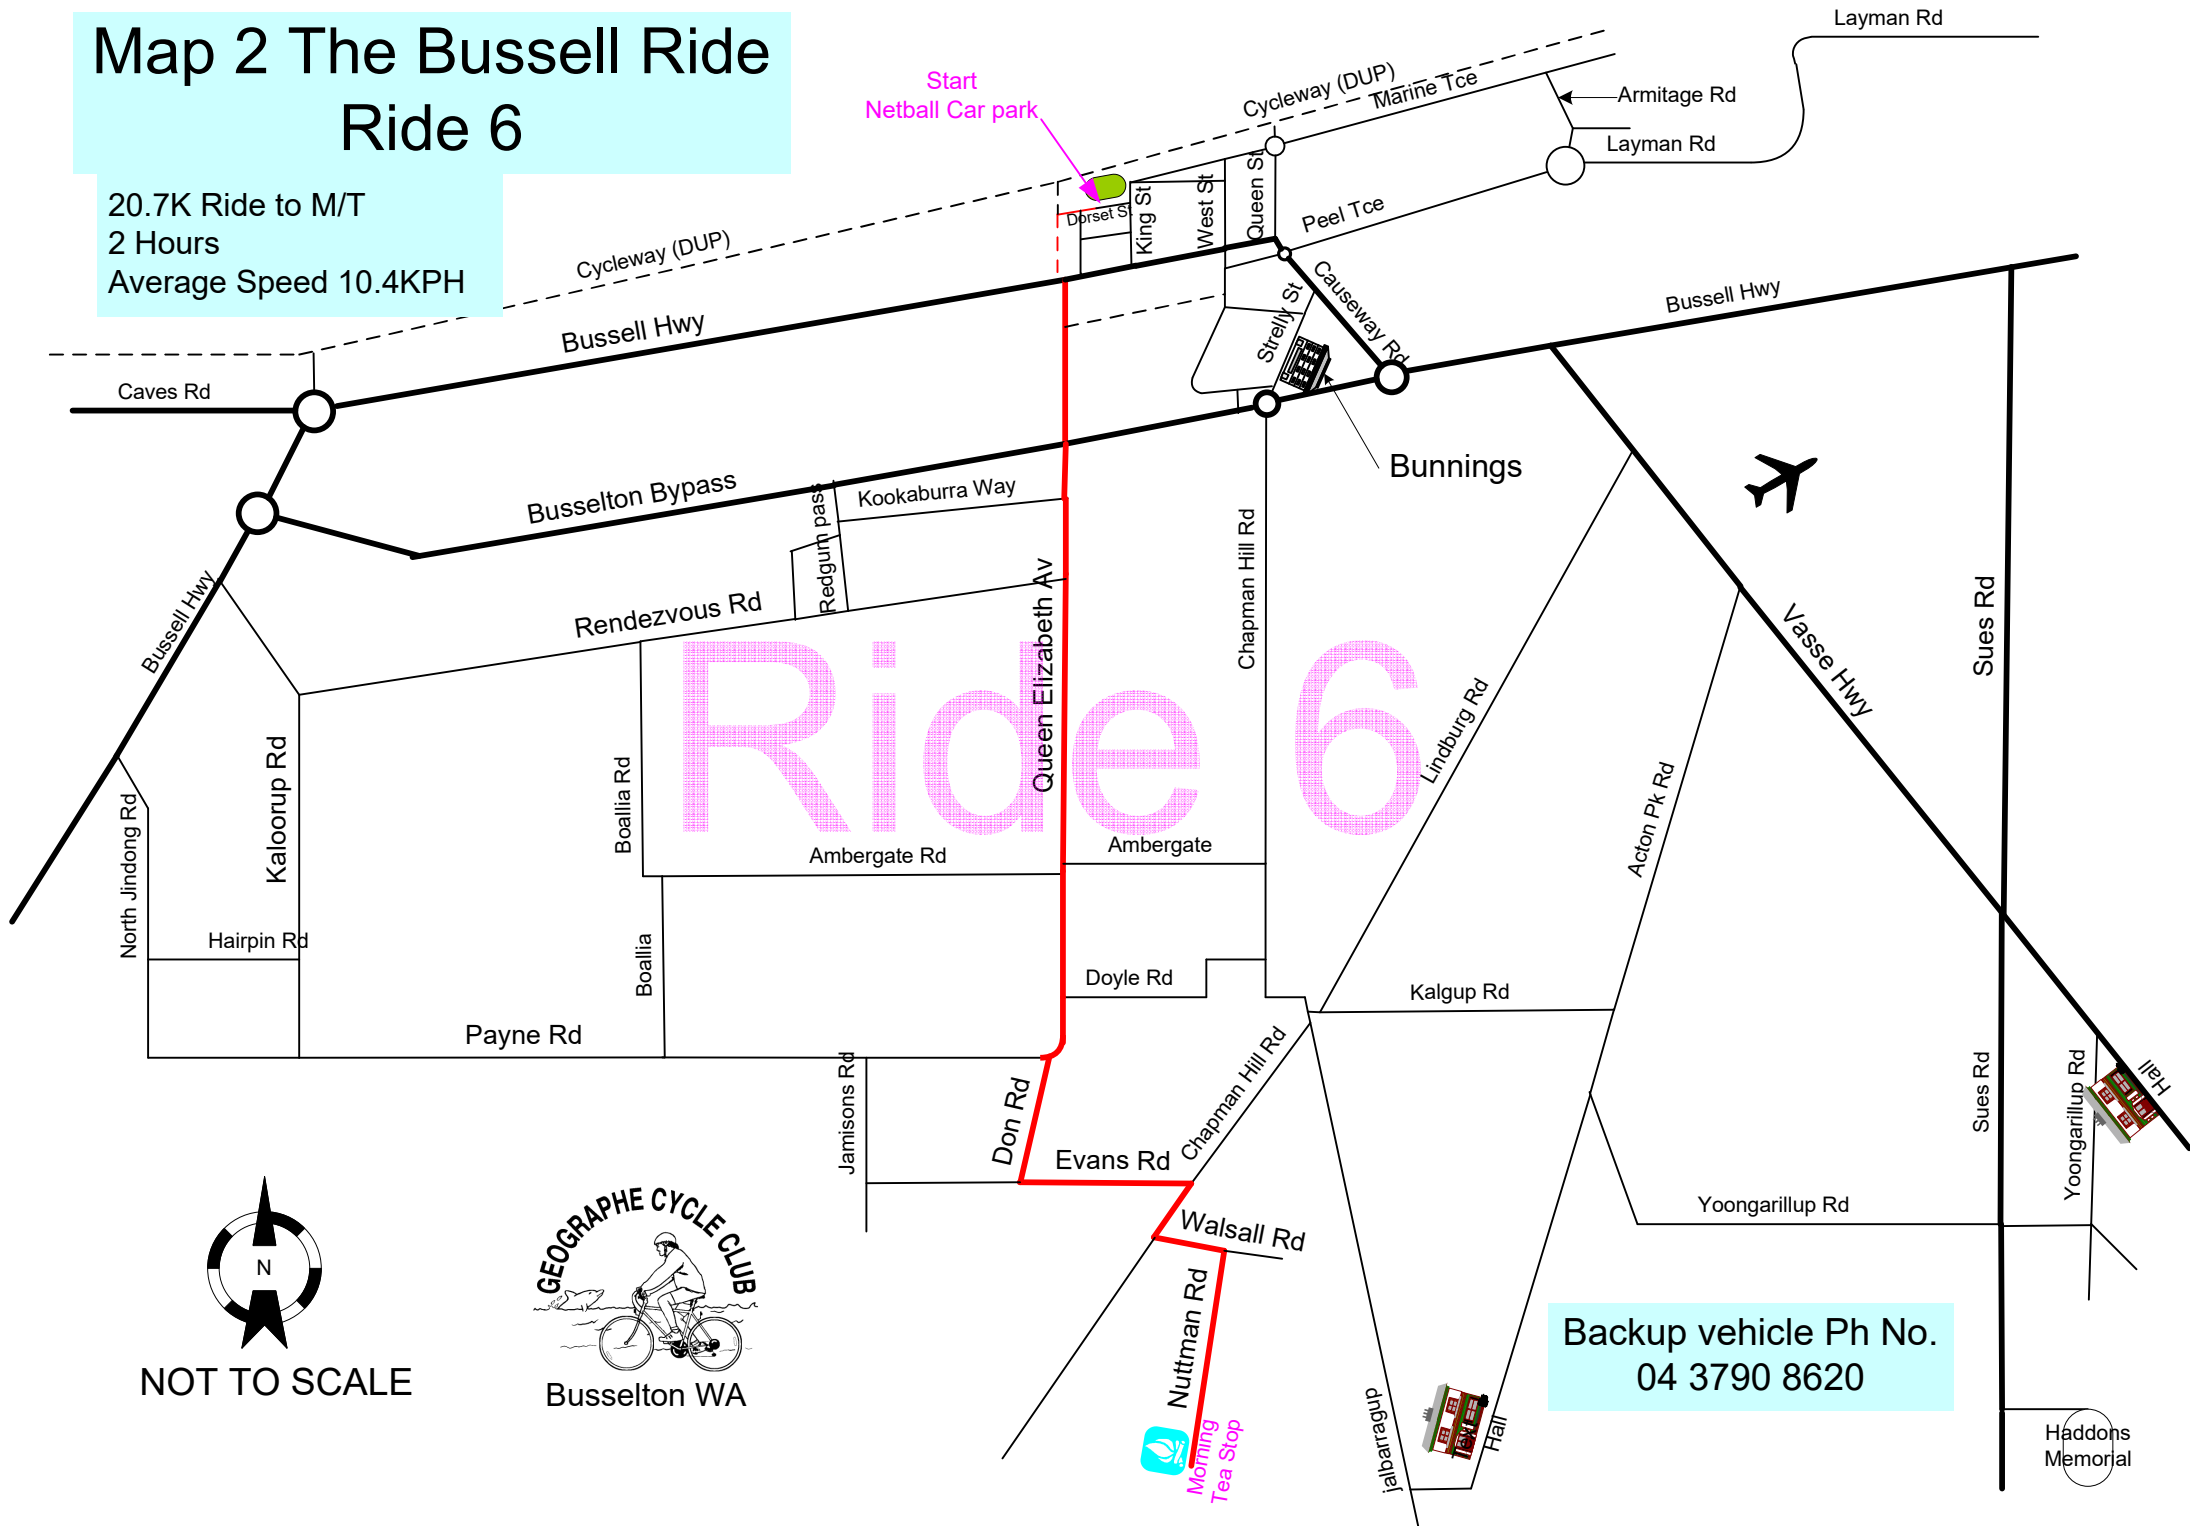 Map 2 The Bussell Ride
Ride 6
20.7K Ride to M/T
2 Hours
Average Speed 10.4KPH
Start
Netball Car park
Cycleway (DUP)
Marine Tce
Layman Rd
Armitage Rd
Layman Rd
Dorset St
King St
West St
Queen St
Peel Tce
Cycleway (DUP)
Bussell Hwy
Caves Rd
Strelly St
Causeway Rd
Bussell Hwy
Bunnings
Busselton Bypass
Redgum pass
Kookaburra Way
Bussell Hwy
Rendezvous Rd
Queen Elizabeth Av
Chapman Hill Rd
Ride 6
Lindburg Rd
Acton Pk Rd
Vasse Hwy
Sues Rd
North Jindong Rd
Kaloorup Rd
Boallia Rd
Ambergate Rd
Ambergate
Hairpin Rd
Boallia
Doyle Rd
Kalgup Rd
Payne Rd
Jamisons Rd
Don Rd
Evans Rd
Chapman Hill Rd
Sues Rd
Yoongarillup Rd
Hall
Yoongarillup Rd
Walsall Rd
Nuttman Rd
Morning
Tea Stop
jalbarragup
Hall
N
NOT TO SCALE
GEOGRAPHE CYCLE CLUB
Busselton WA
Backup vehicle Ph No.
04 3790 8620
Haddons
Memorial